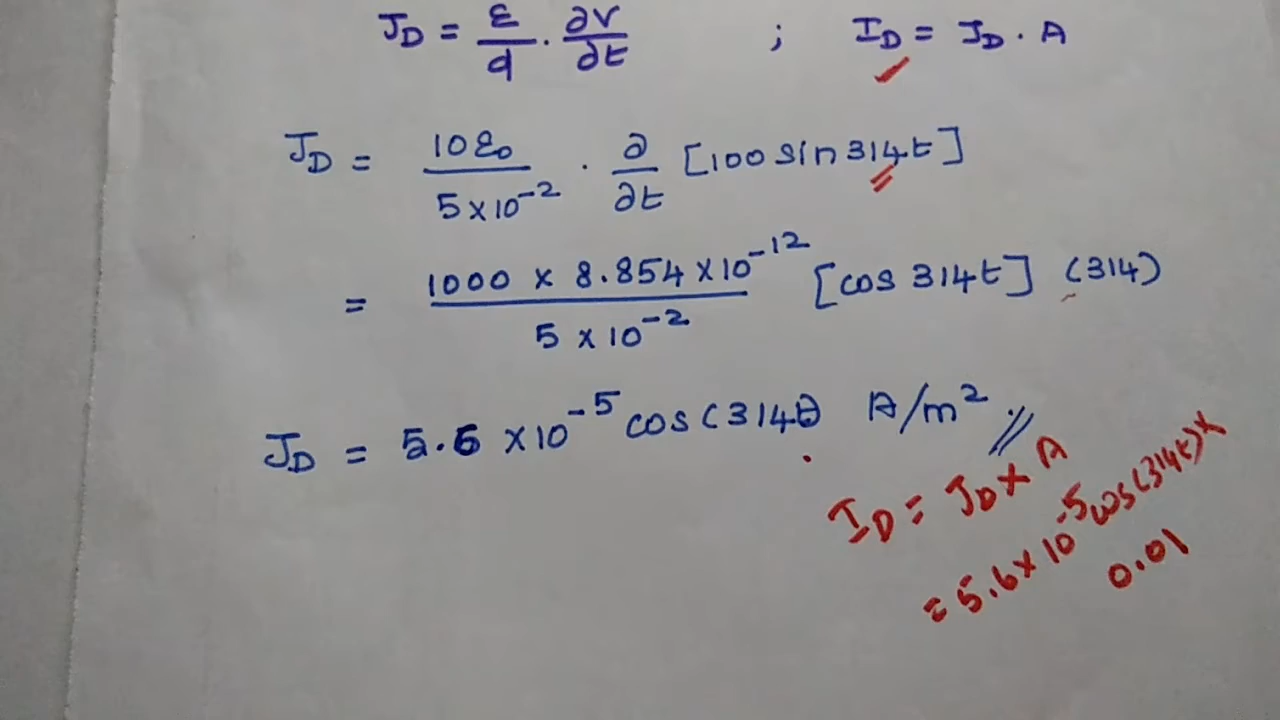 J_D = ε/d · ∂V/∂t ; I_D = J_D · A
J_D = 10ε₀/5×10⁻² · ∂/∂t [100 sin 314t]
= 1000 × 8.854 × 10⁻¹²/5 × 10⁻² [cos 314t] (314)
J_D = 5.6 × 10⁻⁵ cos(314t) A/m²
I_D = J_D × A
= 5.6 × 10⁻⁵ cos(314t) ×
0.01